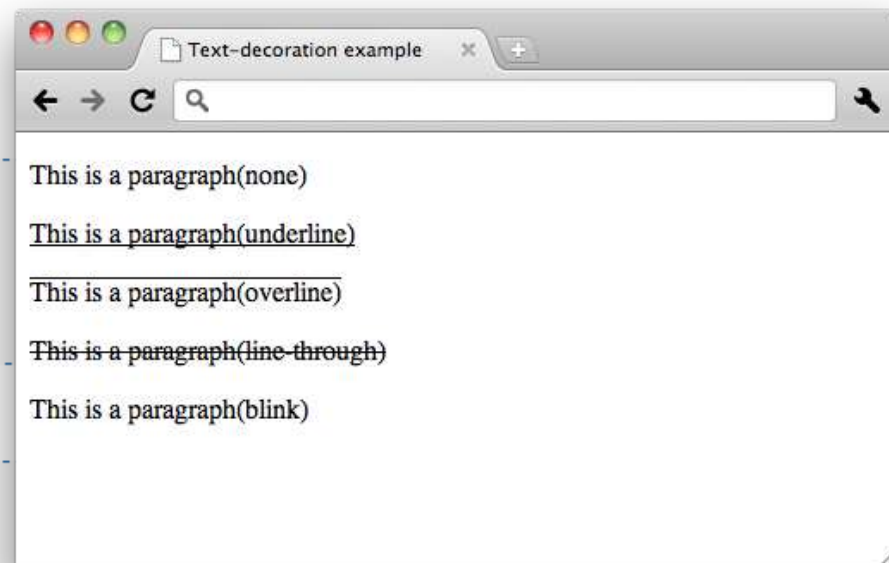 Text-decoration example
This is a paragraph(none)
This is a paragraph(underline)
This is a paragraph(overline)
This is a paragraph(line-through)
This is a paragraph(blink)